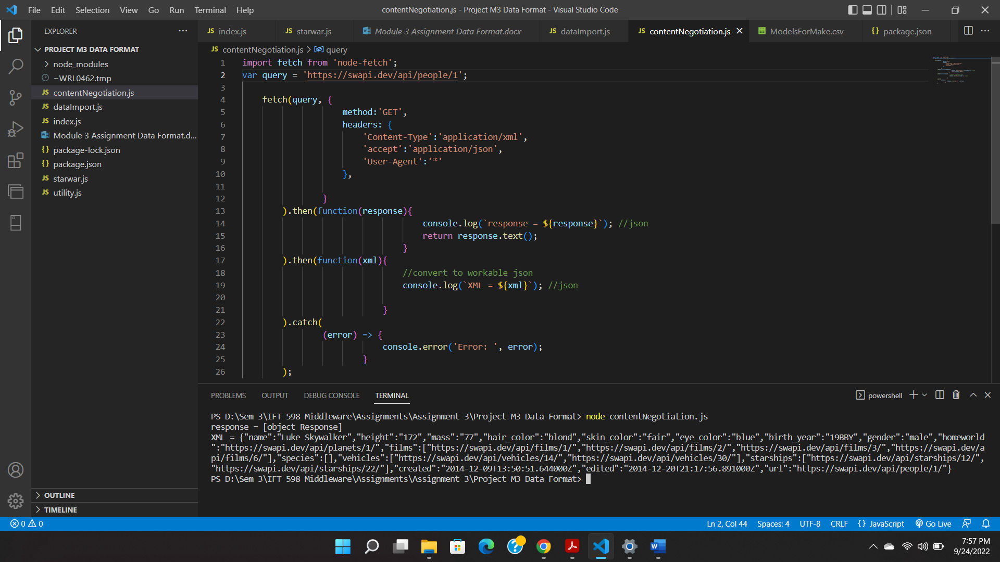 File Edit Selection View Go Run Terminal Help
contentNegotiation.js - Project M3 Data Format - Visual Studio Code
EXPLORER
PROJECT M3 DATA FORMAT
node_modules
~WRL0462.tmp
JS contentNegotiation.js
JS dataImport.js
JS index.js
Module 3 Assignment Data Format.d...
{} package-lock.json
{} package.json
JS starwar.js
JS utility.js
OUTLINE
TIMELINE
JS index.js JS starwar.js Module 3 Assignment Data Format.docx JS dataImport.js JS contentNegotiation.js ModelsForMake.csv {} package.json
JS contentNegotiation.js > query
1 import fetch from 'node-fetch';
2 var query = 'https://swapi.dev/api/people/1';
3
4 fetch(query, {
5 method:'GET',
6 headers: {
7 'Content-Type':'application/xml',
8 'accept':'application/json',
9 'User-Agent':'*'
10 },
11
12 }
13 ).then(function(response){
14 console.log(`response = ${response}`); //json
15 return response.text();
16 }
17 ).then(function(xml){
18 //convert to workable json
19 console.log(`XML = ${xml}`); //json
20
21 }
22 ).catch(
23 (error) => {
24 console.error('Error: ', error);
25 }
26 );
PROBLEMS OUTPUT DEBUG CONSOLE TERMINAL
powershell
PS D:\Sem 3\IFT 598 Middleware\Assignments\Assignment 3\Project M3 Data Format> node contentNegotiation.js
response = [object Response]
XML = {"name":"Luke Skywalker","height":"172","mass":"77","hair_color":"blond","skin_color":"fair","eye_color":"blue","birth_year":"19BBY","gender":"male","homeworld
":"https://swapi.dev/api/planets/1/","films":["https://swapi.dev/api/films/1/","https://swapi.dev/api/films/2/","https://swapi.dev/api/films/3/","https://swapi.dev/a
pi/films/6/"],"species":[],"vehicles":["https://swapi.dev/api/vehicles/14/","https://swapi.dev/api/vehicles/30/"],"starships":["https://swapi.dev/api/starships/12/",
"https://swapi.dev/api/starships/22/"],"created":"2014-12-09T13:50:51.644000Z","edited":"2014-12-20T21:17:56.891000Z","url":"https://swapi.dev/api/people/1/"}
PS D:\Sem 3\IFT 598 Middleware\Assignments\Assignment 3\Project M3 Data Format>
0 0
Ln 2, Col 44 Spaces: 4 UTF-8 CRLF {} JavaScript Go Live
7:57 PM
9/24/2022